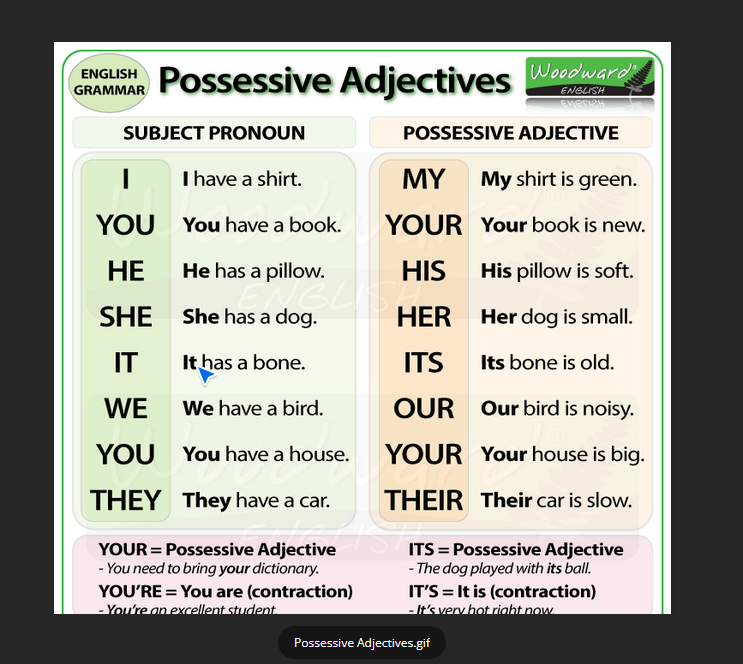 ENGLISH
GRAMMAR
Possessive Adjectives
Woodward®
ENGLISH
SUBJECT PRONOUN
POSSESSIVE ADJECTIVE
I
I have a shirt.
MY
My shirt is green.
YOU
You have a book.
YOUR
Your book is new.
HE
He has a pillow.
HIS
His pillow is soft.
SHE
She has a dog.
HER
Her dog is small.
IT
It has a bone.
ITS
Its bone is old.
WE
We have a bird.
OUR
Our bird is noisy.
YOU
You have a house.
YOUR
Your house is big.
THEY
They have a car.
THEIR
Their car is slow.
YOUR = Possessive Adjective
- You need to bring your dictionary.
YOU'RE = You are (contraction)
- You're an excellent student.
ITS = Possessive Adjective
- The dog played with its ball.
IT'S = It is (contraction)
- It's very hot right now.
Possessive Adjectives.gif